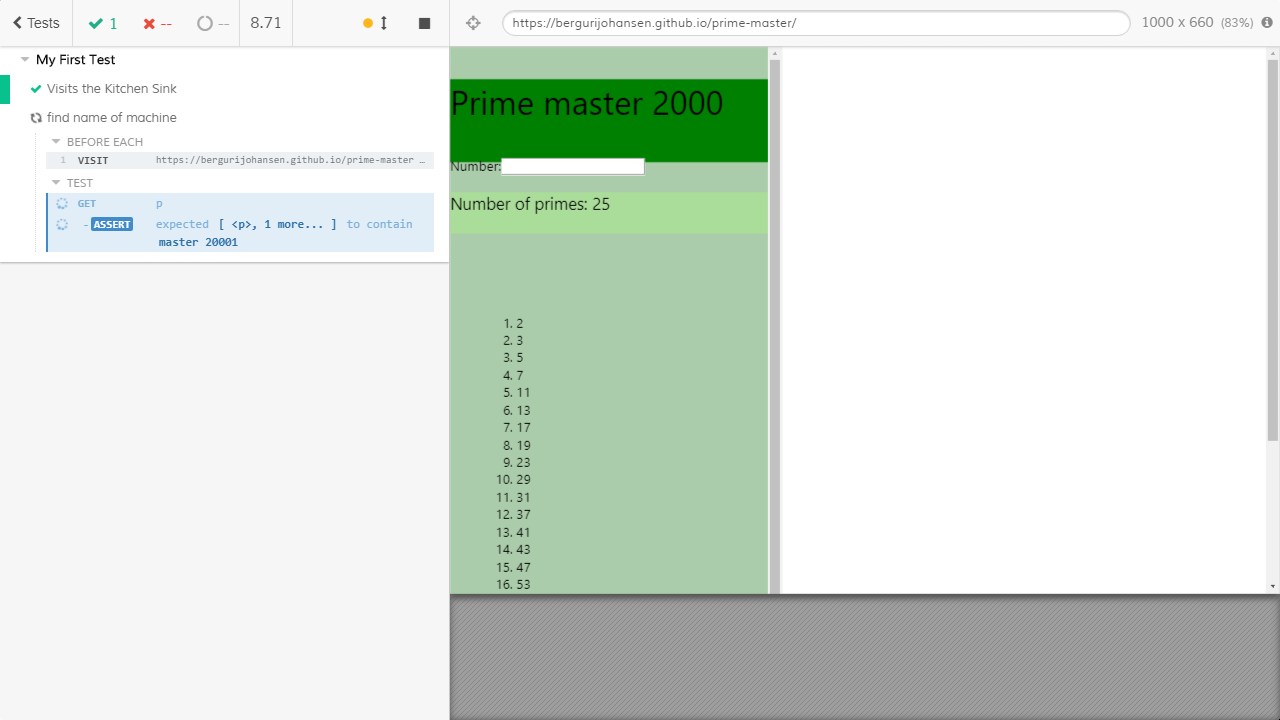 Tests 1 -- -- 8.71
My First Test
Visits the Kitchen Sink
find name of machine
BEFORE EACH
1 VISIT https://bergurijohansen.github.io/prime-master …
TEST
GET p
- ASSERT expected [ <p>, 1 more... ] to contain
master 20001
https://bergurijohansen.github.io/prime-master/ 1000 x 660 (83%)
Prime master 2000
Number:
Number of primes: 25
1. 2
2. 3
3. 5
4. 7
5. 11
6. 13
7. 17
8. 19
9. 23
10. 29
11. 31
12. 37
13. 41
14. 43
15. 47
16. 53